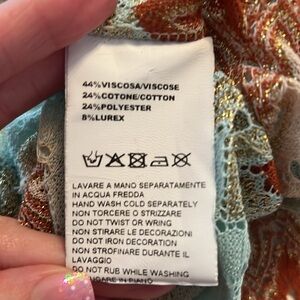 44%VISCOSA/VISCOSE
24%COTONE/COTTON
24%POLYESTER
8%LUREX
LAVARE A MANO SEPARATAMENTE
IN ACQUA FREDDA
HAND WASH COLD SEPARATELY
NON TORCERE O STRIZZARE
DO NOT TWIST OR WRING
NON STIRARE LE DECORAZIONI
DO NOT IRON DECORATION
NON STROFINARE DURANTE IL
LAVAGGIO
DO NOT RUB WHILE WASHING
IN PIANO